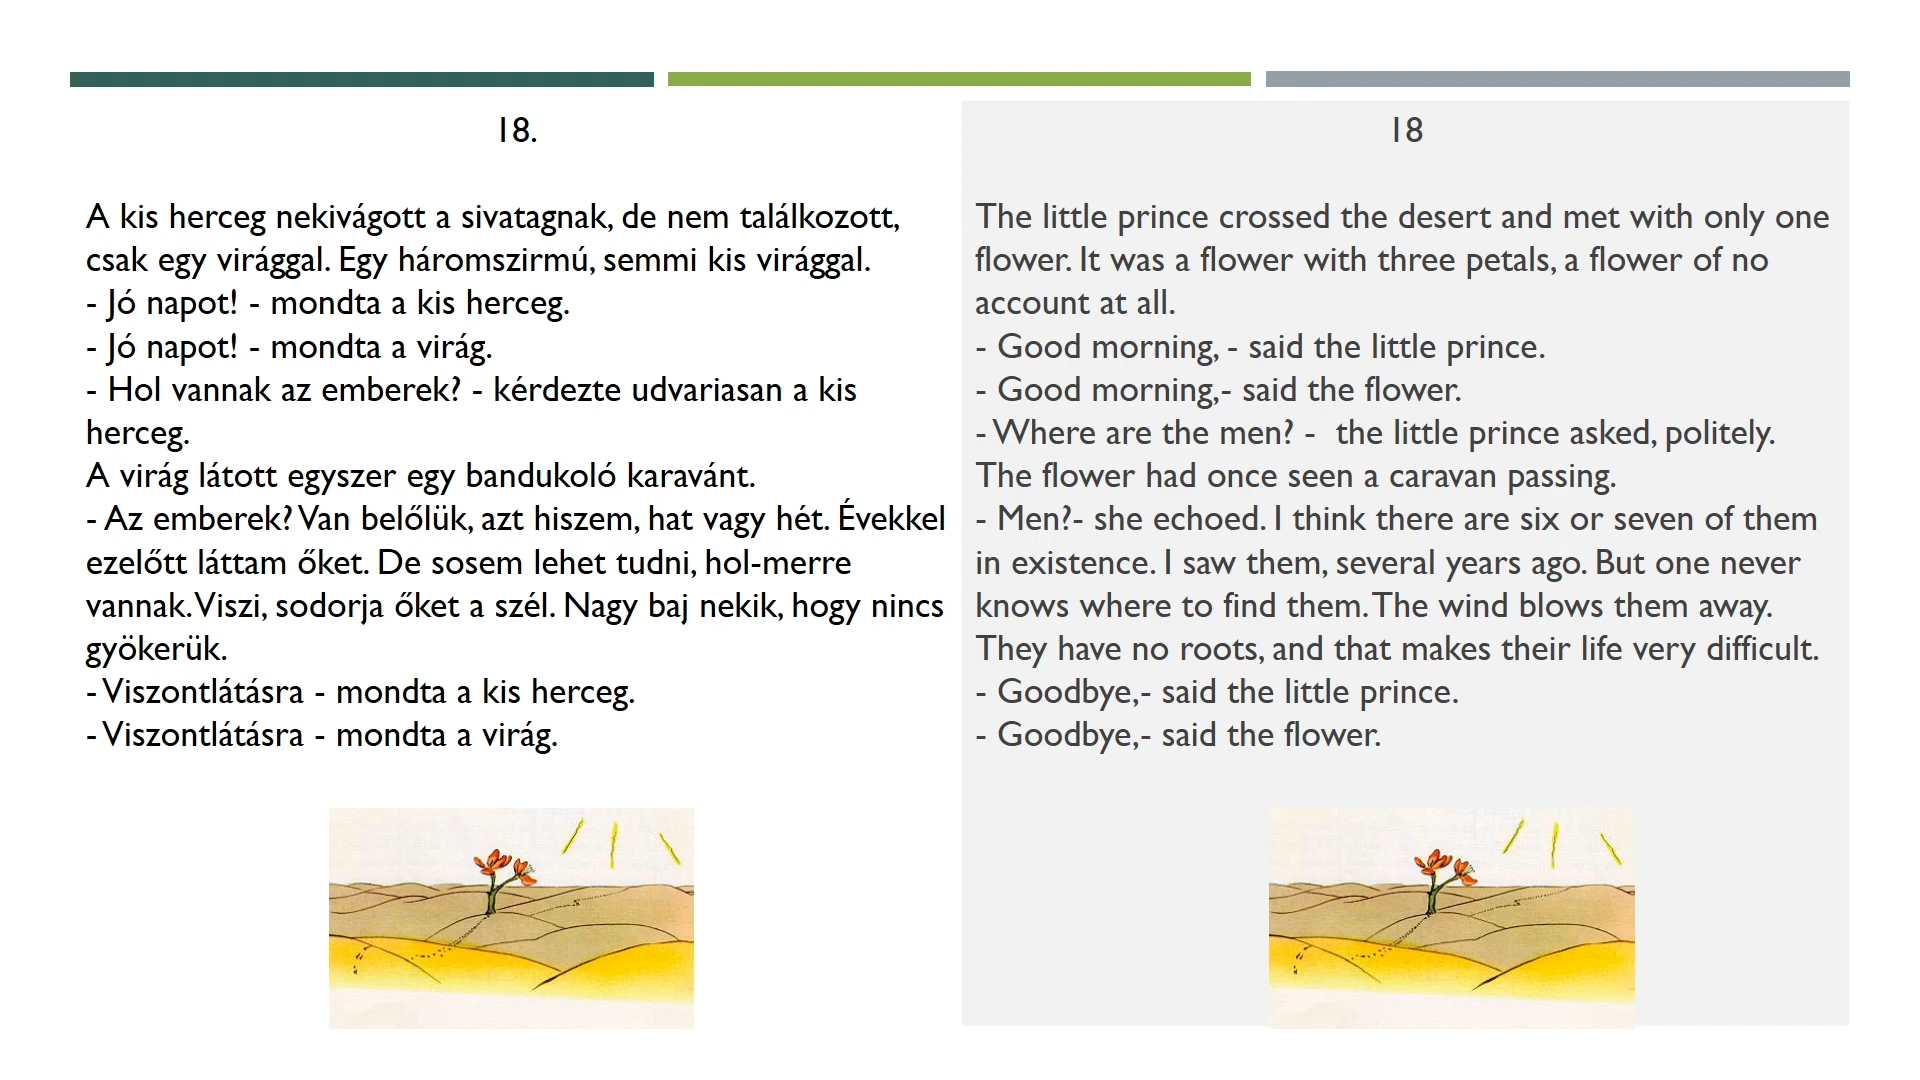 18.
A kis herceg nekivágott a sivatagnak, de nem találkozott,
csak egy virággal. Egy háromszirmú, semmi kis virággal.
- Jó napot! - mondta a kis herceg.
- Jó napot! - mondta a virág.
- Hol vannak az emberek? - kérdezte udvariasan a kis
herceg.
A virág látott egyszer egy bandukoló karavánt.
- Az emberek? Van belőlük, azt hiszem, hat vagy hét. Évekkel
ezelőtt láttam őket. De sosem lehet tudni, hol-merre
vannak. Viszi, sodorja őket a szél. Nagy baj nekik, hogy nincs
gyökerük.
- Viszontlátásra - mondta a kis herceg.
- Viszontlátásra - mondta a virág.
18
The little prince crossed the desert and met with only one
flower. It was a flower with three petals, a flower of no
account at all.
- Good morning, - said the little prince.
- Good morning,- said the flower.
- Where are the men? -  the little prince asked, politely.
The flower had once seen a caravan passing.
- Men?- she echoed. I think there are six or seven of them
in existence. I saw them, several years ago. But one never
knows where to find them. The wind blows them away.
They have no roots, and that makes their life very difficult.
- Goodbye,- said the little prince.
- Goodbye,- said the flower.